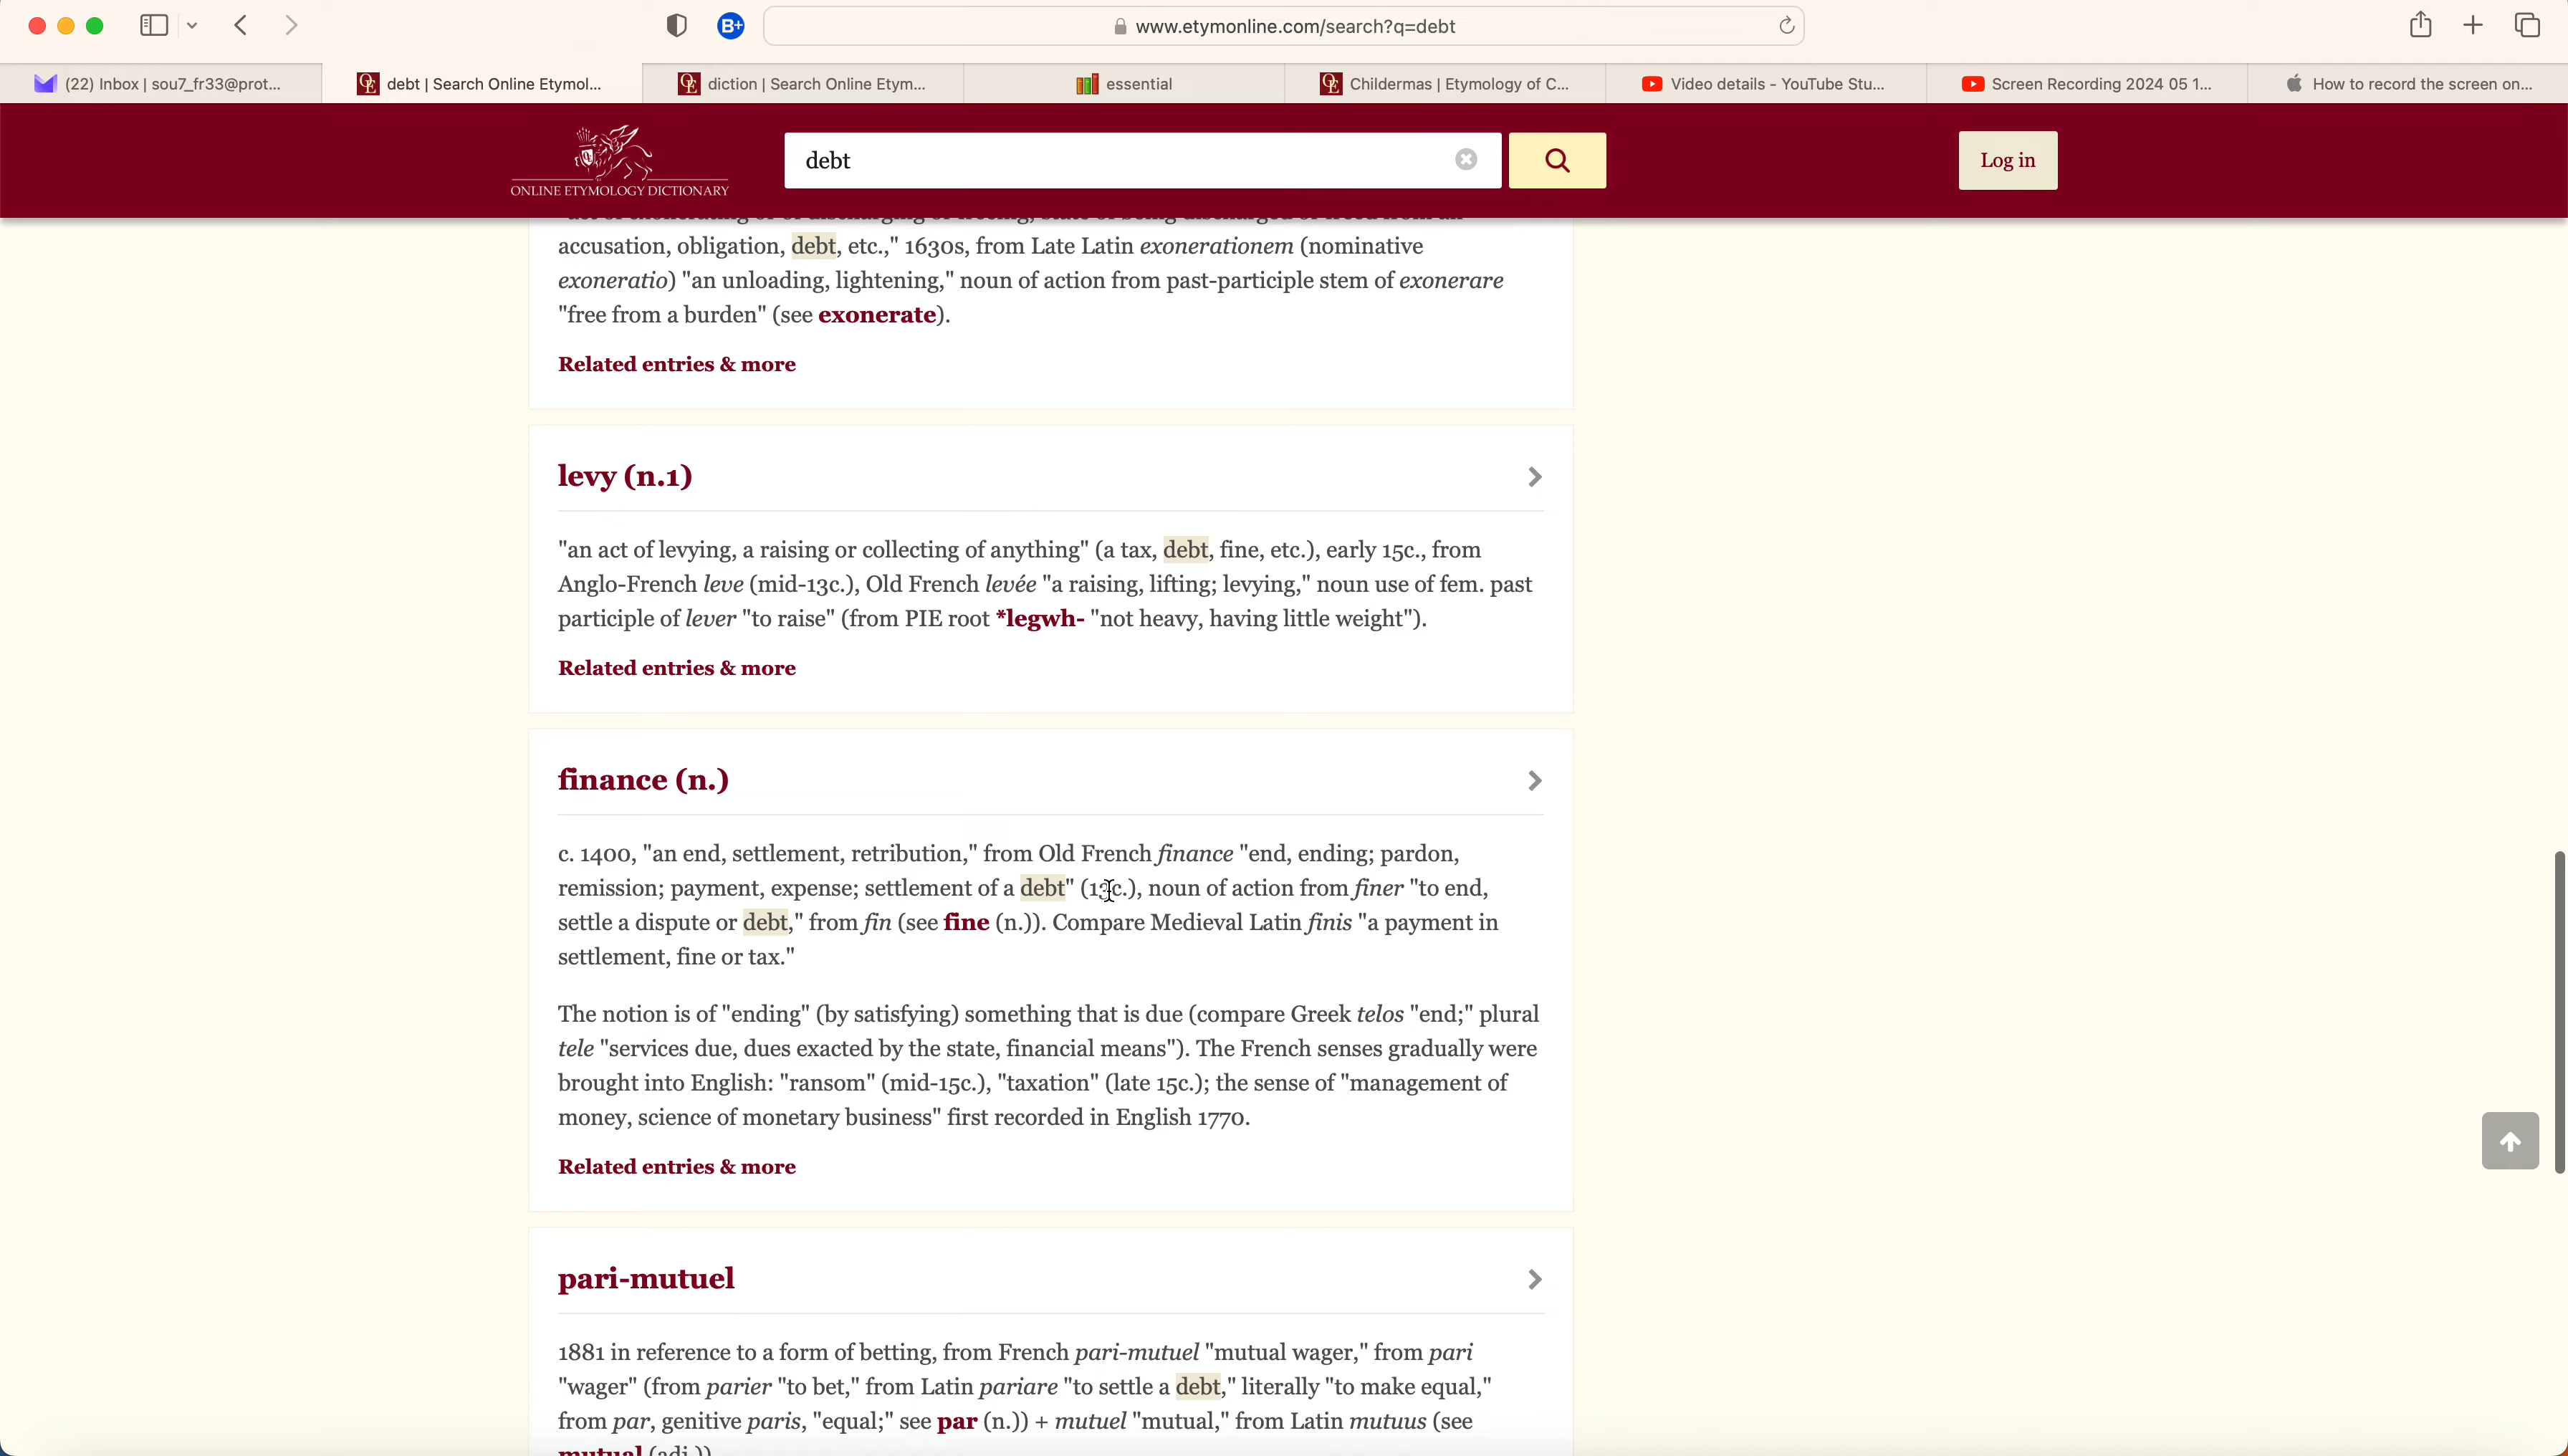 www.etymonline.com/search?q=debt
(22) Inbox | sou7_fr33@prot...
debt | Search Online Etymol...
diction | Search Online Etym...
essential
Childermas | Etymology of C...
Video details - YouTube Stu...
Screen Recording 2024 05 1...
How to record the screen on...
ONLINE ETYMOLOGY DICTIONARY
debt
Log in
accusation, obligation, debt, etc.," 1630s, from Late Latin exonerationem (nominative
exoneratio) "an unloading, lightening," noun of action from past-participle stem of exonerare
"free from a burden" (see exonerate).
Related entries & more
levy (n.1)
"an act of levying, a raising or collecting of anything" (a tax, debt, fine, etc.), early 15c., from
Anglo-French leve (mid-13c.), Old French levée "a raising, lifting; levying," noun use of fem. past
participle of lever "to raise" (from PIE root *legwh- "not heavy, having little weight").
Related entries & more
finance (n.)
c. 1400, "an end, settlement, retribution," from Old French finance "end, ending; pardon,
remission; payment, expense; settlement of a debt" (13c.), noun of action from finer "to end,
settle a dispute or debt," from fin (see fine (n.)). Compare Medieval Latin finis "a payment in
settlement, fine or tax."
The notion is of "ending" (by satisfying) something that is due (compare Greek telos "end;" plural
tele "services due, dues exacted by the state, financial means"). The French senses gradually were
brought into English: "ransom" (mid-15c.), "taxation" (late 15c.); the sense of "management of
money, science of monetary business" first recorded in English 1770.
Related entries & more
pari-mutuel
1881 in reference to a form of betting, from French pari-mutuel "mutual wager," from pari
"wager" (from parier "to bet," from Latin pariare "to settle a debt," literally "to make equal,"
from par, genitive paris, "equal;" see par (n.)) + mutuel "mutual," from Latin mutuus (see
mutual (adj.))